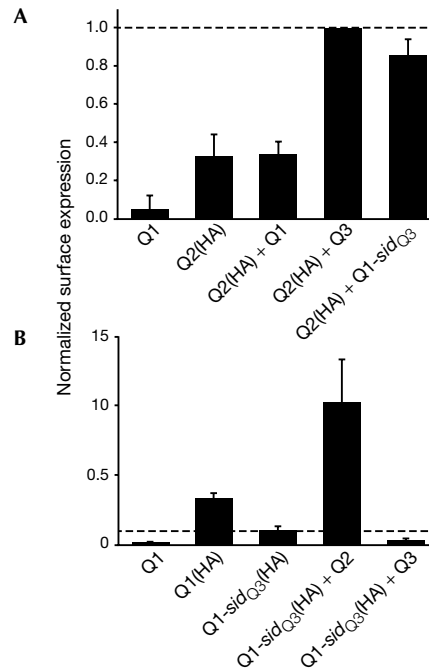 A
Normalized surface expression
1.0
0.8
0.6
0.4
0.2
0.0
Q1
Q2(HA)
Q2(HA) + Q1
Q2(HA) + Q3
Q2(HA) + Q1-sidQ3
B
15
10
0.5
0
Q1
Q1(HA)
Q1-sidQ3(HA)
Q1-sidQ3(HA) + Q2
Q1-sidQ3(HA) + Q3